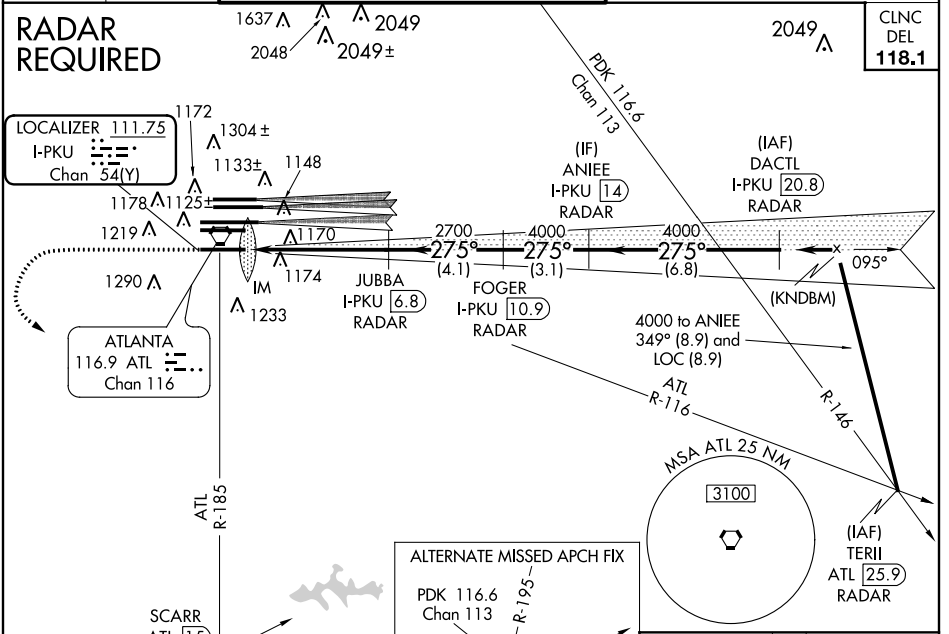 RADAR
REQUIRED
1637
2048
2049
2049±
2049
CLNC
DEL
118.1
PDK 116.6
Chan 113
LOCALIZER 111.75
I-PKU
Chan 54(Y)
1172
1304 ±
1133±
1148
1178
1125±
1219
1170
1174
1290
1233
IM
(IF)
ANIEE
I-PKU 14
RADAR
(IAF)
DACTL
I-PKU 20.8
RADAR
2700
275°
(4.1)
4000
275°
(3.1)
4000
275°
(6.8)
095°
(KNDBM)
JUBBA
I-PKU 6.8
RADAR
FOGER
I-PKU 10.9
RADAR
ATLANTA
116.9 ATL
Chan 116
4000 to ANIEE
349° (8.9) and
LOC (8.9)
ATL
R-116
R-146
MSA ATL 25 NM
3100
(IAF)
TERII
ATL 25.9
RADAR
ATL
R-185
ALTERNATE MISSED APCH FIX
PDK 116.6
Chan 113
R-195
SCARR
ATL 15